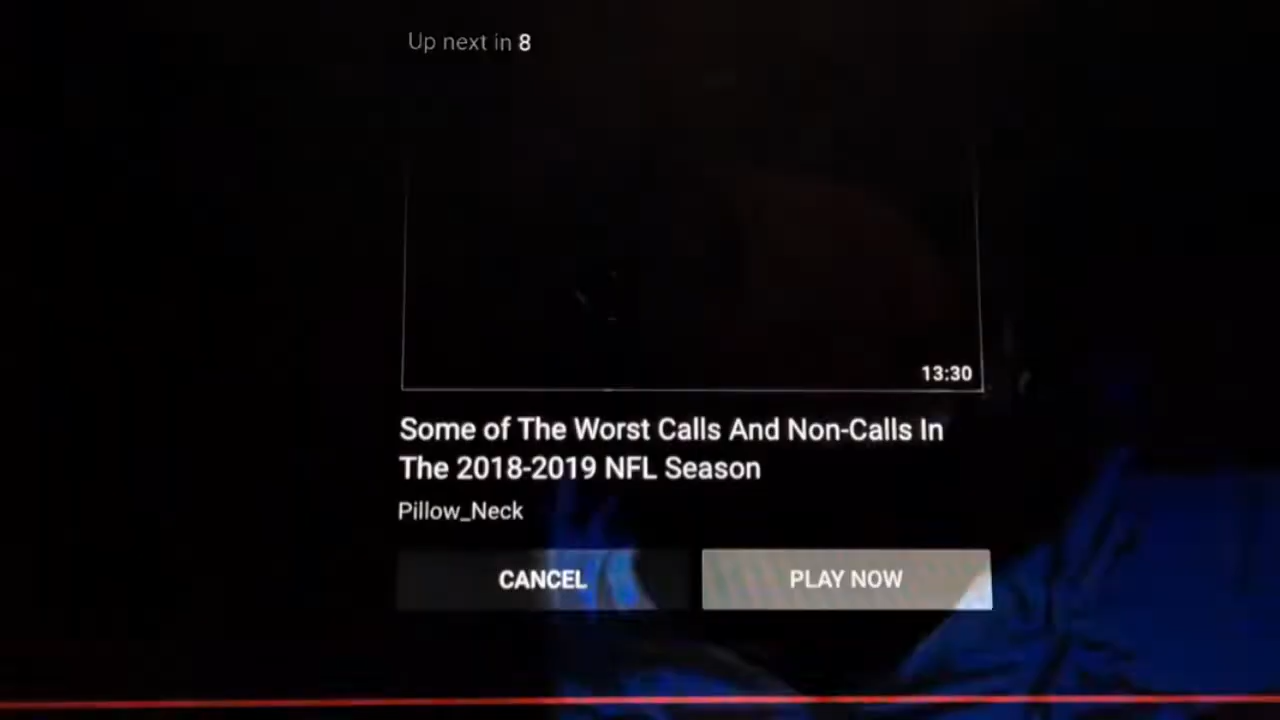 Up next in 8
13:30
Some of The Worst Calls And Non-Calls In
The 2018-2019 NFL Season
Pillow_Neck
CANCEL
PLAY NOW